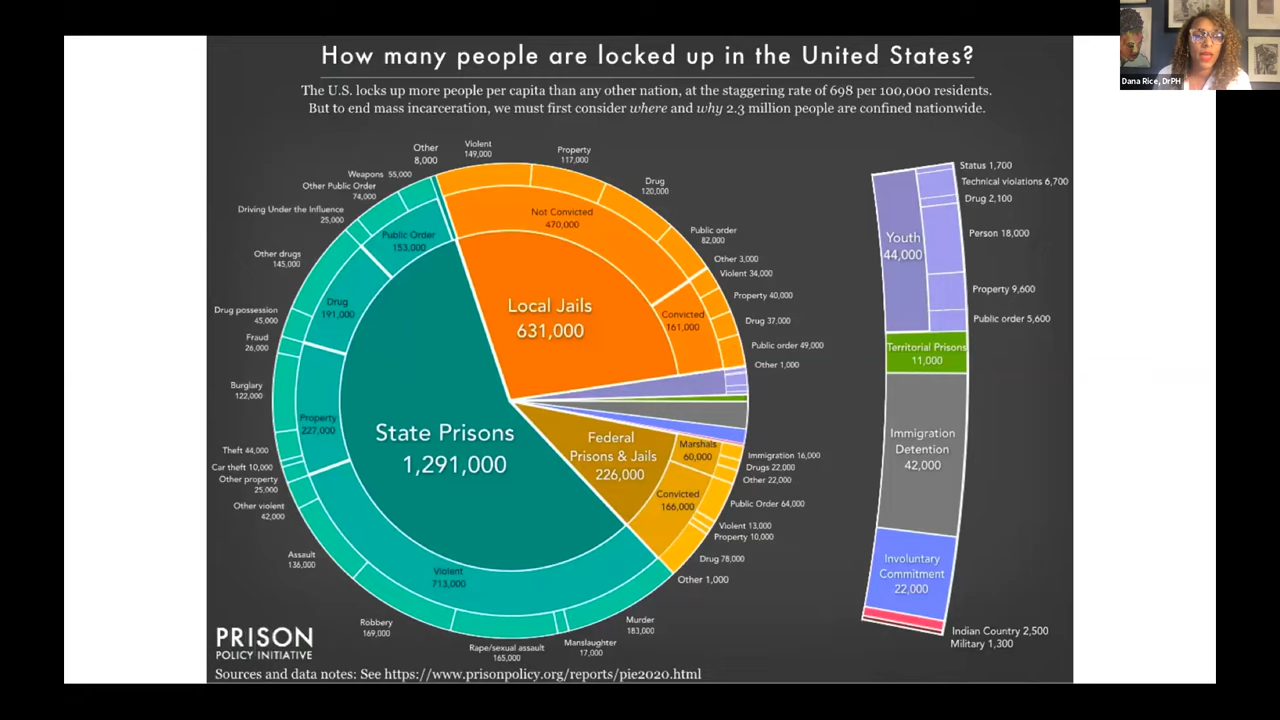 How many people are locked up in the United States?
The U.S. locks up more people per capita than any other nation, at the staggering rate of 698 per 100,000 residents.
But to end mass incarceration, we must first consider where and why 2.3 million people are confined nationwide.
Dana Rice, DrPH
Other
8,000
Violent
149,000
Property
117,000
Drug
120,000
Public order
82,000
Other 3,000
Violent 34,000
Property 40,000
Drug 37,000
Public order 49,000
Other 1,000
Not Convicted
470,000
Convicted
161,000
Local Jails
631,000
Weapons 55,000
Other Public Order
74,000
Driving Under the Influence
25,000
Other drugs
145,000
Drug possession
45,000
Fraud
26,000
Burglary
122,000
Theft 44,000
Car theft 10,000
Other property
25,000
Other violent
42,000
Assault
136,000
Robbery
169,000
Rape/sexual assault
165,000
Manslaughter
17,000
Murder
183,000
Public Order
153,000
Drug
191,000
Property
227,000
Violent
713,000
State Prisons
1,291,000
Federal
Prisons & Jails
226,000
Marshals
60,000
Convicted
166,000
Immigration 16,000
Drugs 22,000
Other 22,000
Public Order 64,000
Violent 13,000
Property 10,000
Drug 78,000
Other 1,000
Youth
44,000
Status 1,700
Technical violations 6,700
Drug 2,100
Person 18,000
Property 9,600
Public order 5,600
Territorial Prisons
11,000
Immigration
Detention
42,000
Involuntary
Commitment
22,000
Indian Country 2,500
Military 1,300
PRISON
POLICY INITIATIVE
Sources and data notes: See https://www.prisonpolicy.org/reports/pie2020.html